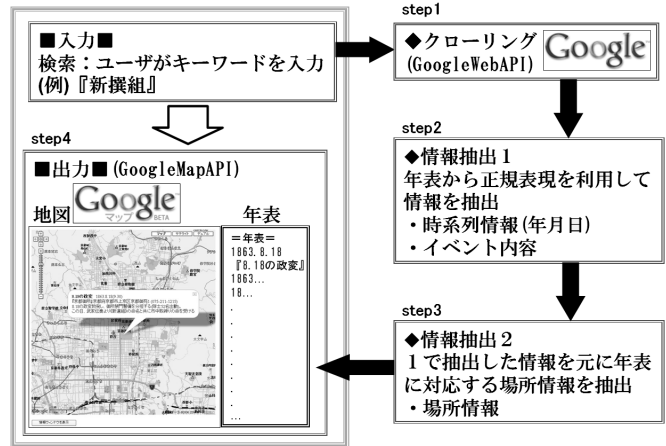 ■入力■
検索：ユーザがキーワードを入力
(例)『新撰組』
step1
◆クローリング
(GoogleWebAPI)
Google
step2
◆情報抽出１
年表から正規表現を利用して
情報を抽出
・時系列情報(年月日)
・イベント内容
step3
◆情報抽出２
１で抽出した情報を元に年表
に対応する場所情報を抽出
・場所情報
step4
■出力■(GoogleMapAPI)
地図
Google
マップ BETA
年表
＝年表＝
1863.8.18
『8.18の政変』
1863...
18...
.
.
.
.
.
.
.
...
8.18の政変